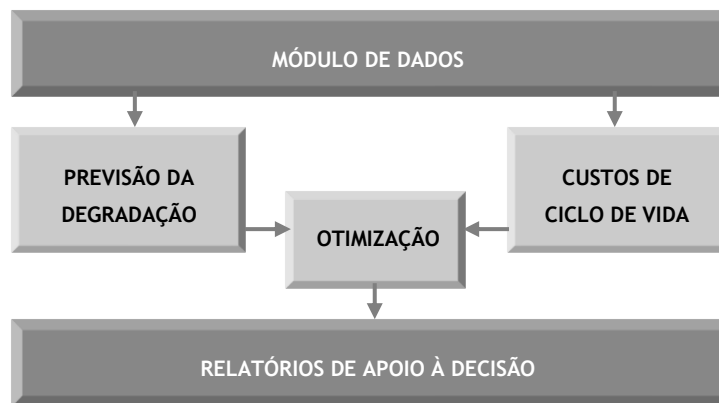 MÓDULO DE DADOS
PREVISÃO DA
DEGRADAÇÃO
CUSTOS DE
CICLO DE VIDA
OTIMIZAÇÃO
RELATÓRIOS DE APOIO À DECISÃO